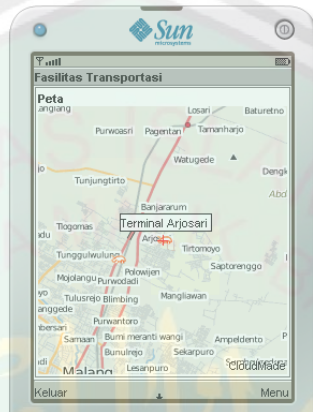 Sun
microsystems
Fasilitas Transportasi
Peta
Losari
Baturetno
Purwoasri
Pagentan
Tamanharjo
Watugede
Tunjungtirto
Banjararum
Terminal Arjosari
Tlogomas
Tirtomoyo
Tunggulwulung
Polowijen
Saptorenggo
Mojolangu
Purwodadi
Tulusrejo
Blimbing
Mangliawan
Purwantoro
Samaan
Bumi meranti wangi
Ampeldento
Bunulrejo
Sekarpuro
Malang
Lesanpuro
CloudMade
Keluar
Menu